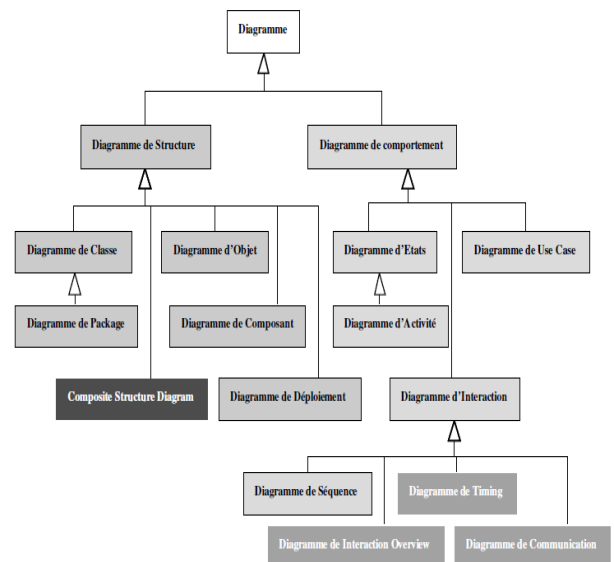 Diagramme
Diagramme de Structure
Diagramme de comportement
Diagramme de Classe
Diagramme d'Objet
Diagramme d'Etats
Diagramme de Use Case
Diagramme de Package
Diagramme de Composant
Diagramme d'Activité
Composite Structure Diagram
Diagramme de Déploiement
Diagramme d'Interaction
Diagramme de Séquence
Diagramme de Timing
Diagramme de Interaction Overview
Diagramme de Communication